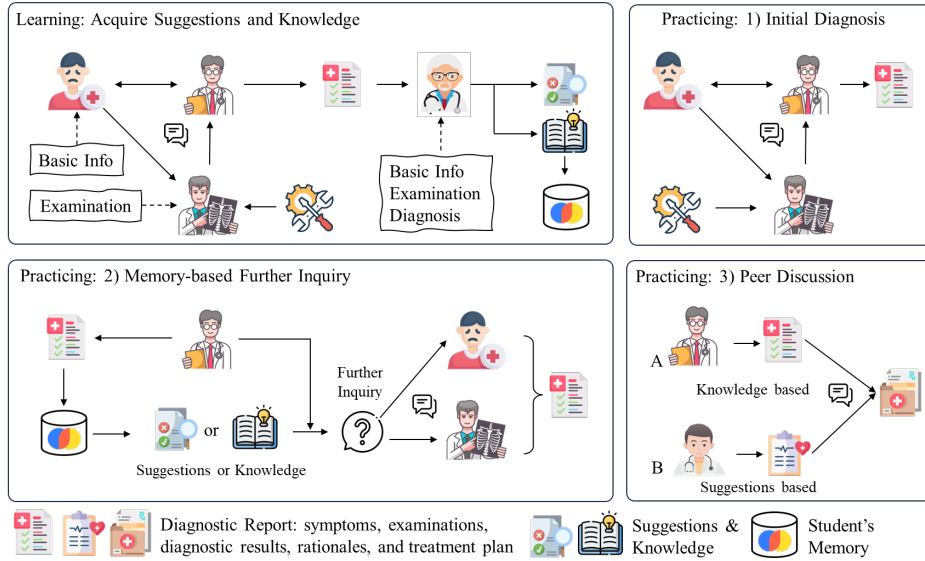 Learning: Acquire Suggestions and Knowledge
Basic Info
Examination
Basic Info
Examination
Diagnosis
Practicing: 1) Initial Diagnosis
Practicing: 2) Memory-based Further Inquiry
Further
Inquiry
or
?
Suggestions or Knowledge
Practicing: 3) Peer Discussion
A
Knowledge based
B
Suggestions based
Diagnostic Report: symptoms, examinations,
diagnostic results, rationales, and treatment plan
Suggestions &
Knowledge
Student's
Memory